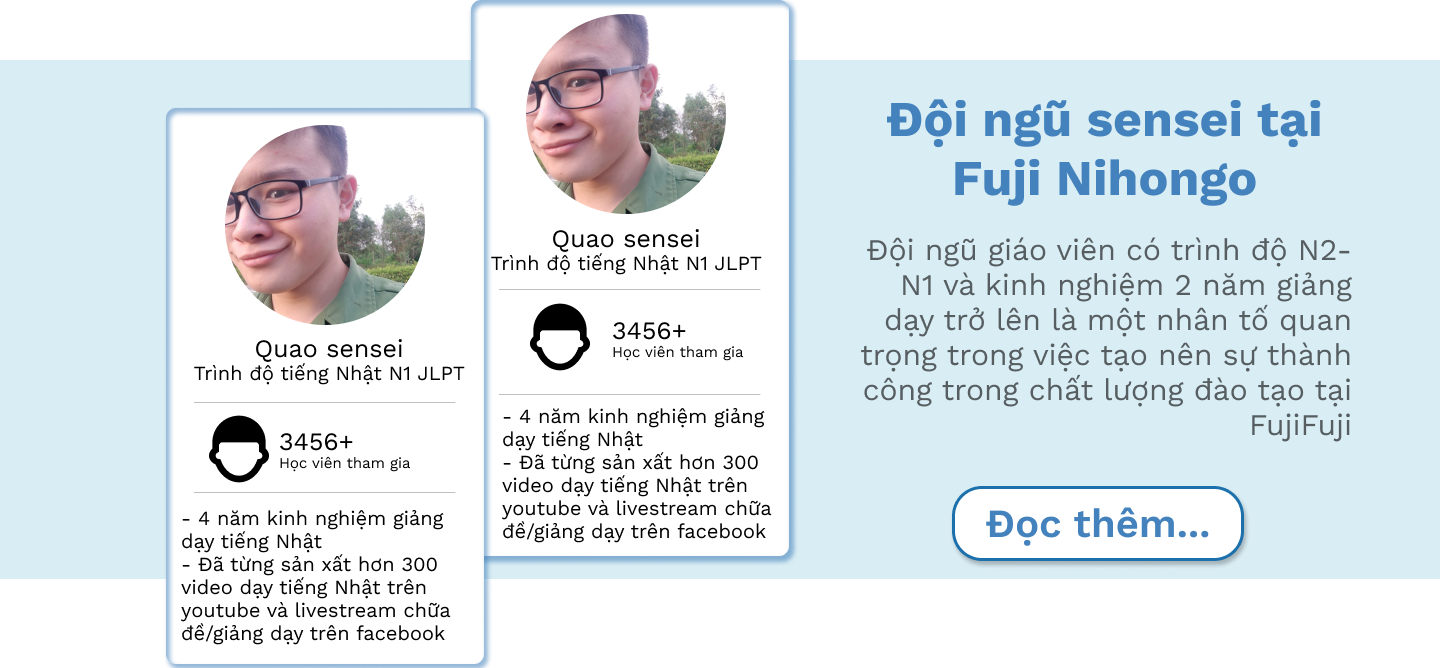 Quao sensei
Trình độ tiếng Nhật N1 JLPT
3456+
Học viên tham gia
- 4 năm kinh nghiệm giảng
dạy tiếng Nhật
- Đã từng sản xất hơn 300
video dạy tiếng Nhật trên
youtube và livestream chữa
đề/giảng dạy trên facebook
Quao sensei
Trình độ tiếng Nhật N1 JLPT
3456+
Học viên tham gia
- 4 năm kinh nghiệm giảng
dạy tiếng Nhật
- Đã từng sản xất hơn 300
video dạy tiếng Nhật trên
youtube và livestream chữa
đề/giảng dạy trên facebook
Đội ngũ sensei tại
Fuji Nihongo
Đội ngũ giáo viên có trình độ N2-
N1 và kinh nghiệm 2 năm giảng
dạy trở lên là một nhân tố quan
trọng trong việc tạo nên sự thành
công trong chất lượng đào tạo tại
FujiFuji
Đọc thêm...